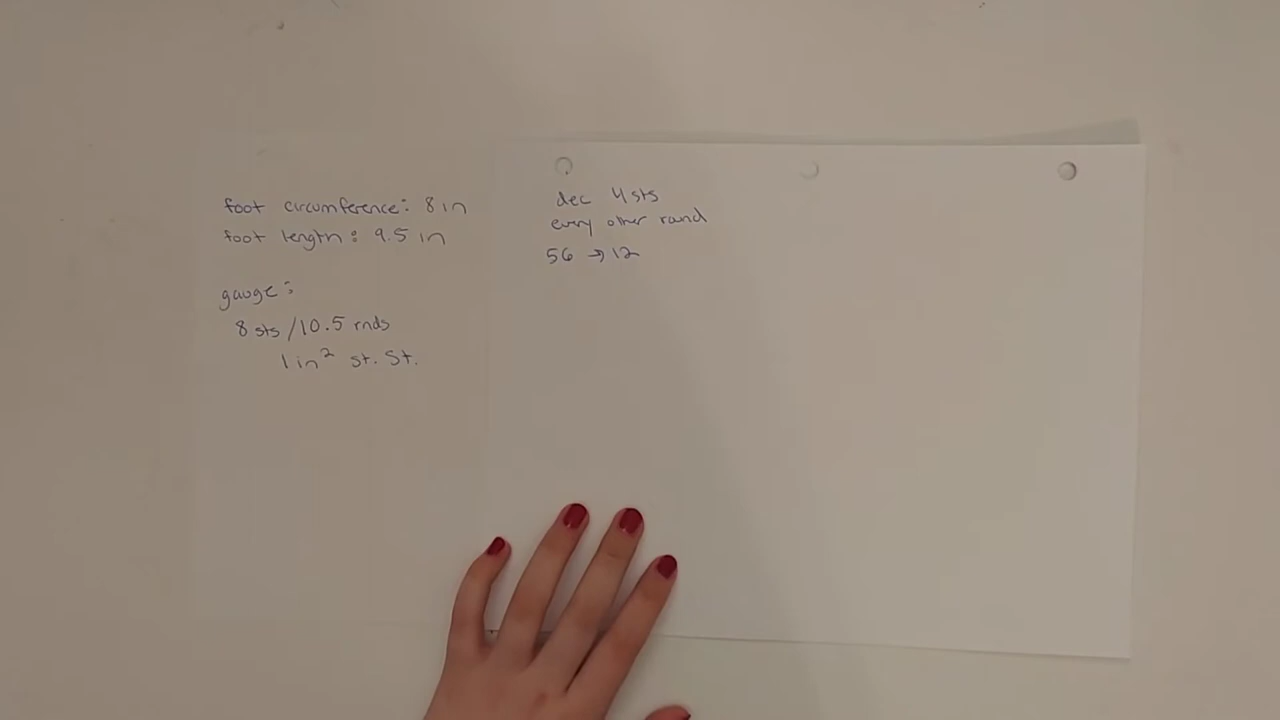 foot circumference: 8 in
foot length: 9.5 in
gauge:
8 sts /10.5 rnds
1 in² st. St.
dec 4 sts
every other round
56 → 12